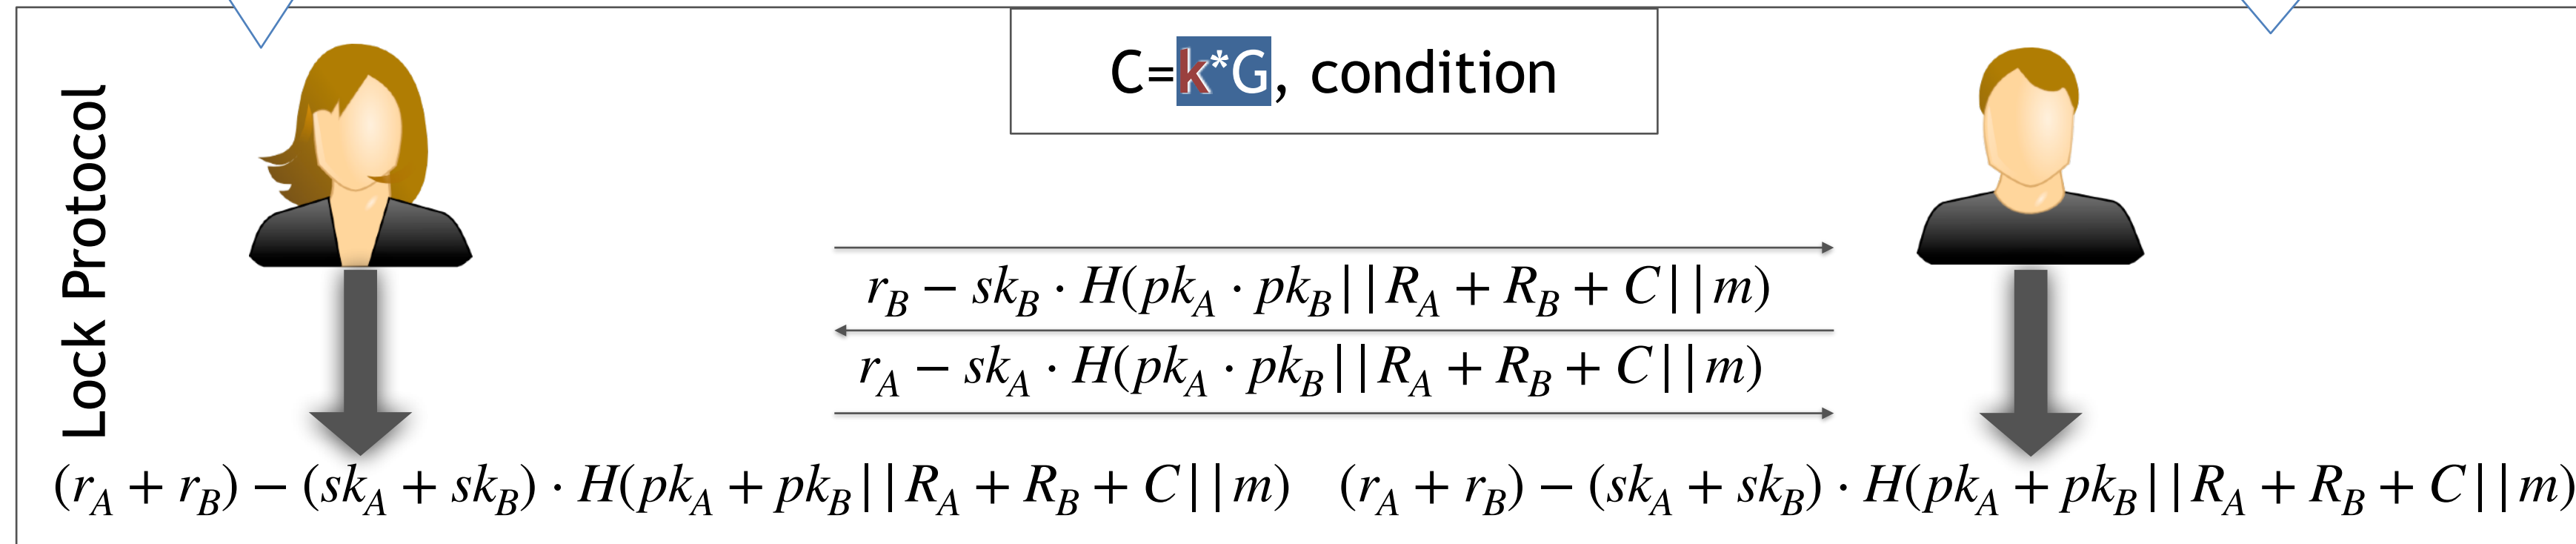 Lock Protocol
C=k*G, condition
r_B − sk_B · H(pk_A · pk_B||R_A + R_B + C||m)
r_A − sk_A · H(pk_A · pk_B||R_A + R_B + C||m)
(r_A + r_B) − (sk_A + sk_B) · H(pk_A + pk_B||R_A + R_B + C||m)
(r_A + r_B) − (sk_A + sk_B) · H(pk_A + pk_B||R_A + R_B + C||m)